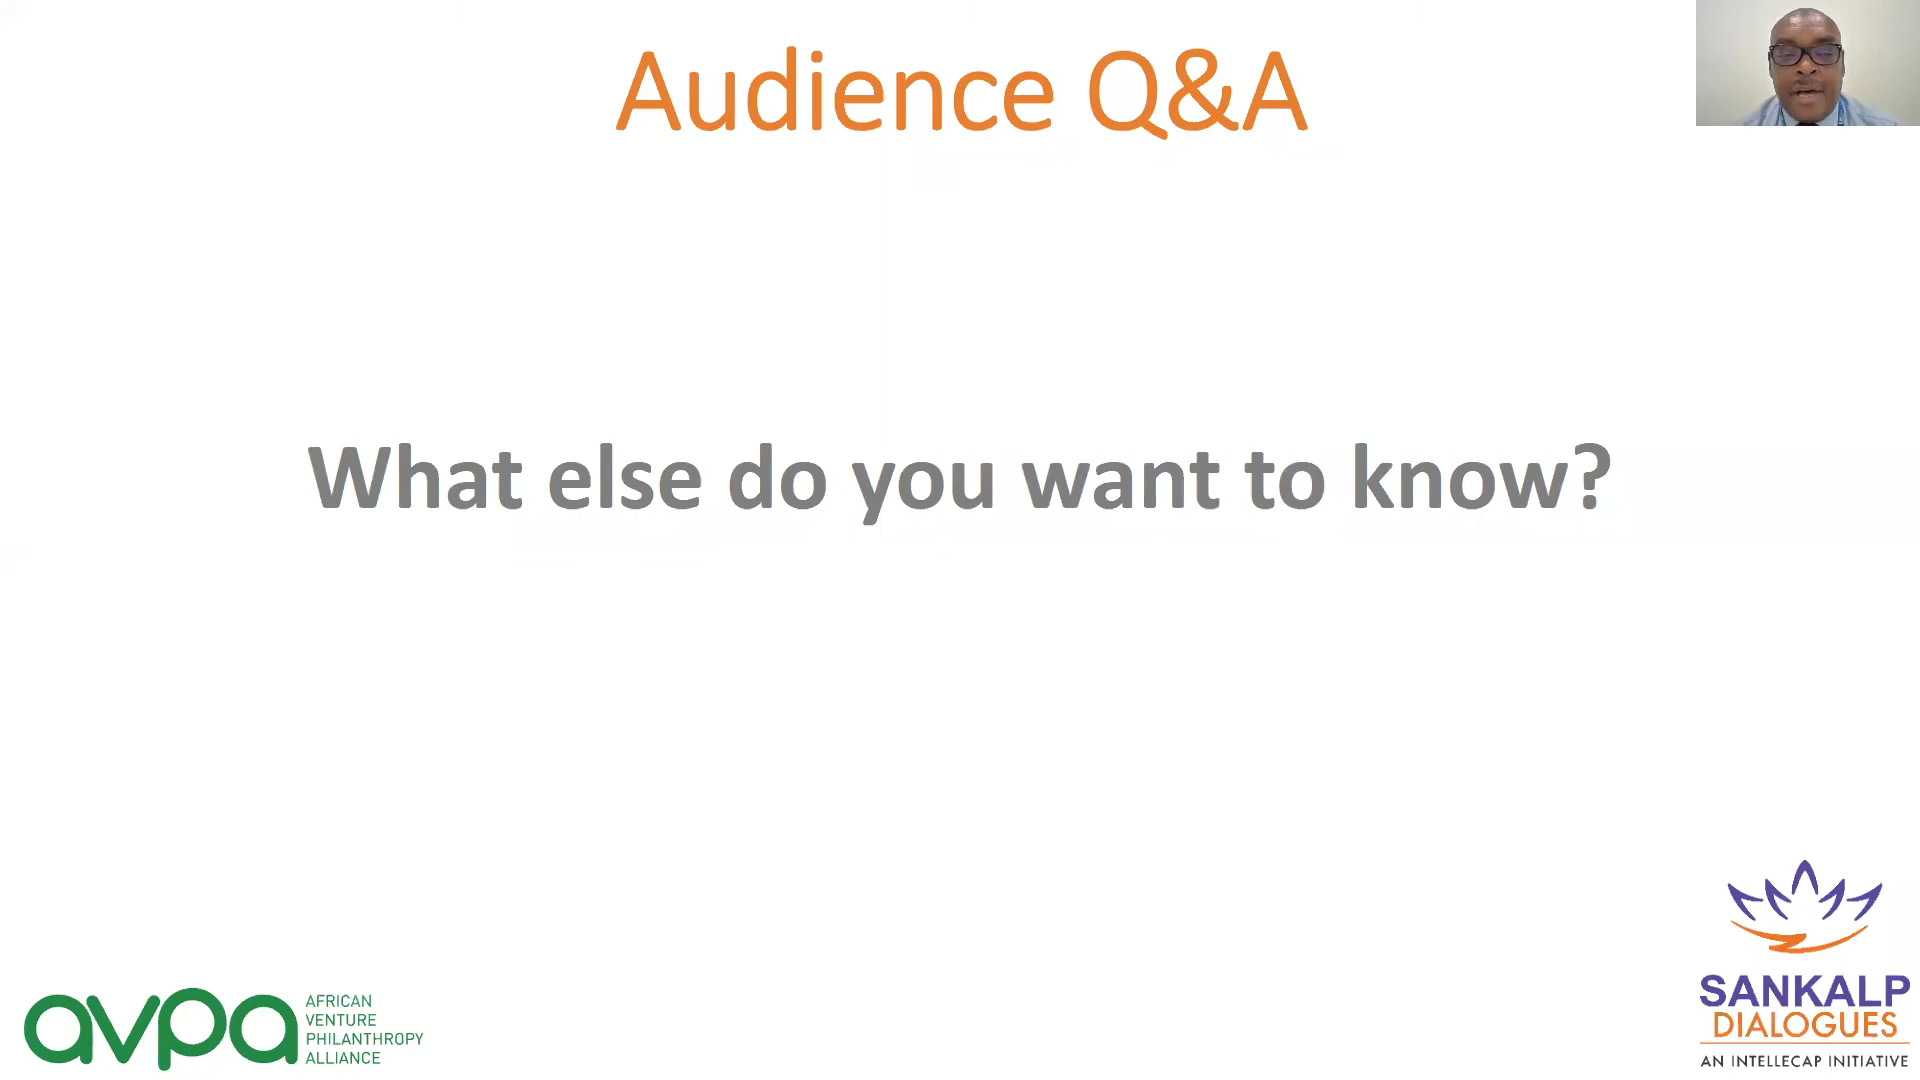 Audience Q&A
What else do you want to know?
avpa
AFRICAN
VENTURE
PHILANTHROPY
ALLIANCE
SANKALP
DIALOGUES
AN INTELLECAP INITIATIVE